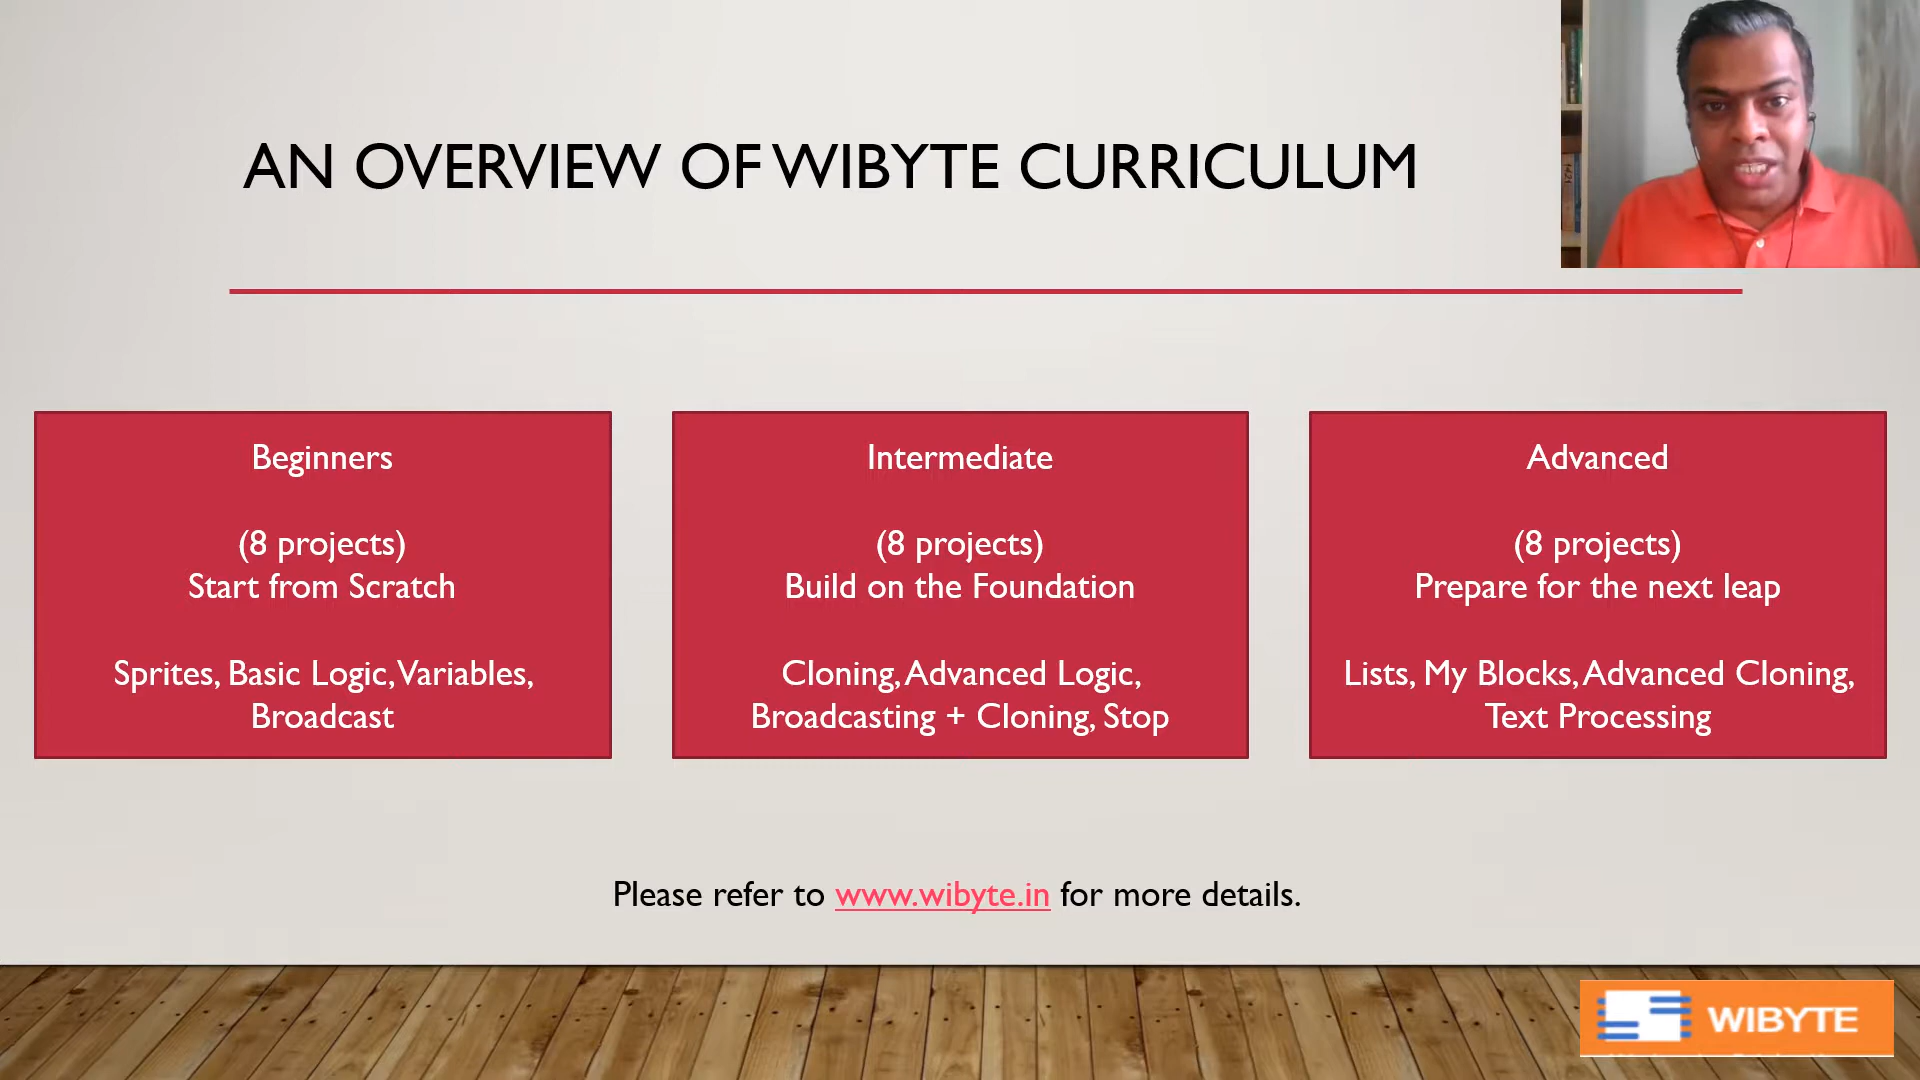 AN OVERVIEW OF WIBYTE CURRICULUM
Beginners
(8 projects)
Start from Scratch
Sprites, Basic Logic, Variables,
Broadcast
Intermediate
(8 projects)
Build on the Foundation
Cloning, Advanced Logic,
Broadcasting + Cloning, Stop
Advanced
(8 projects)
Prepare for the next leap
Lists, My Blocks, Advanced Cloning,
Text Processing
Please refer to www.wibyte.in for more details.
WIBYTE